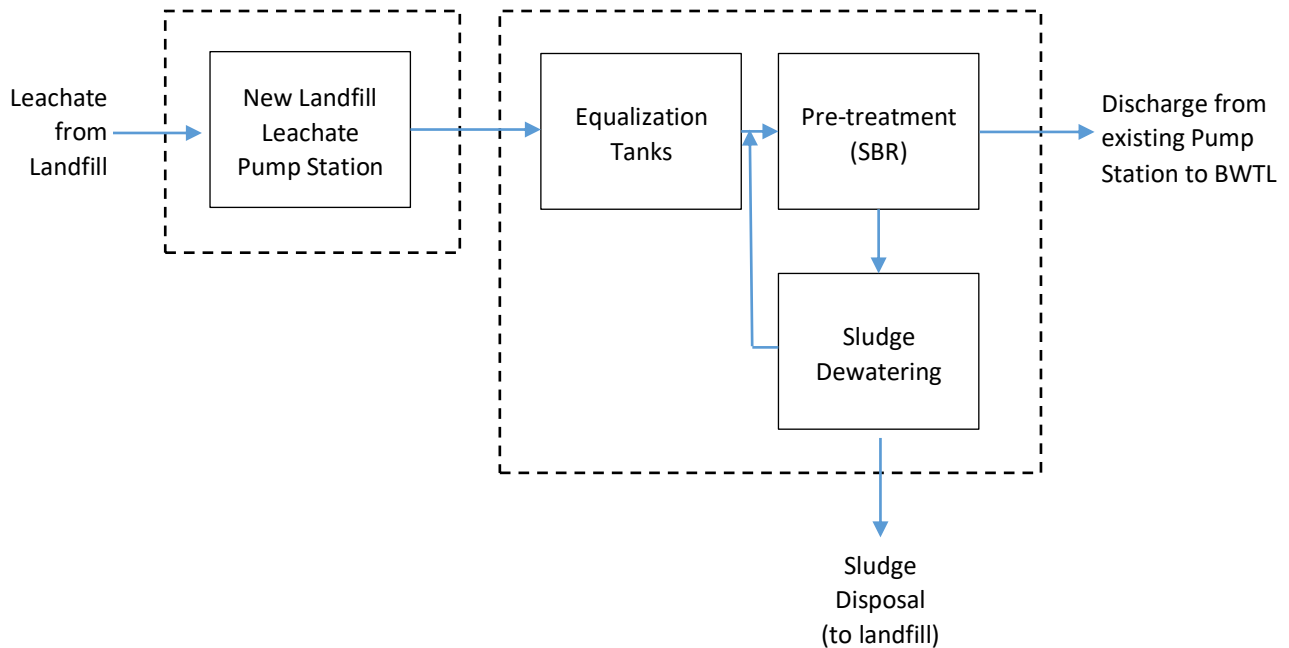 Leachate
from
Landfill
New Landfill
Leachate
Pump Station
Equalization
Tanks
Pre-treatment
(SBR)
Discharge from
existing Pump
Station to BWTL
Sludge
Dewatering
Sludge
Disposal
(to landfill)